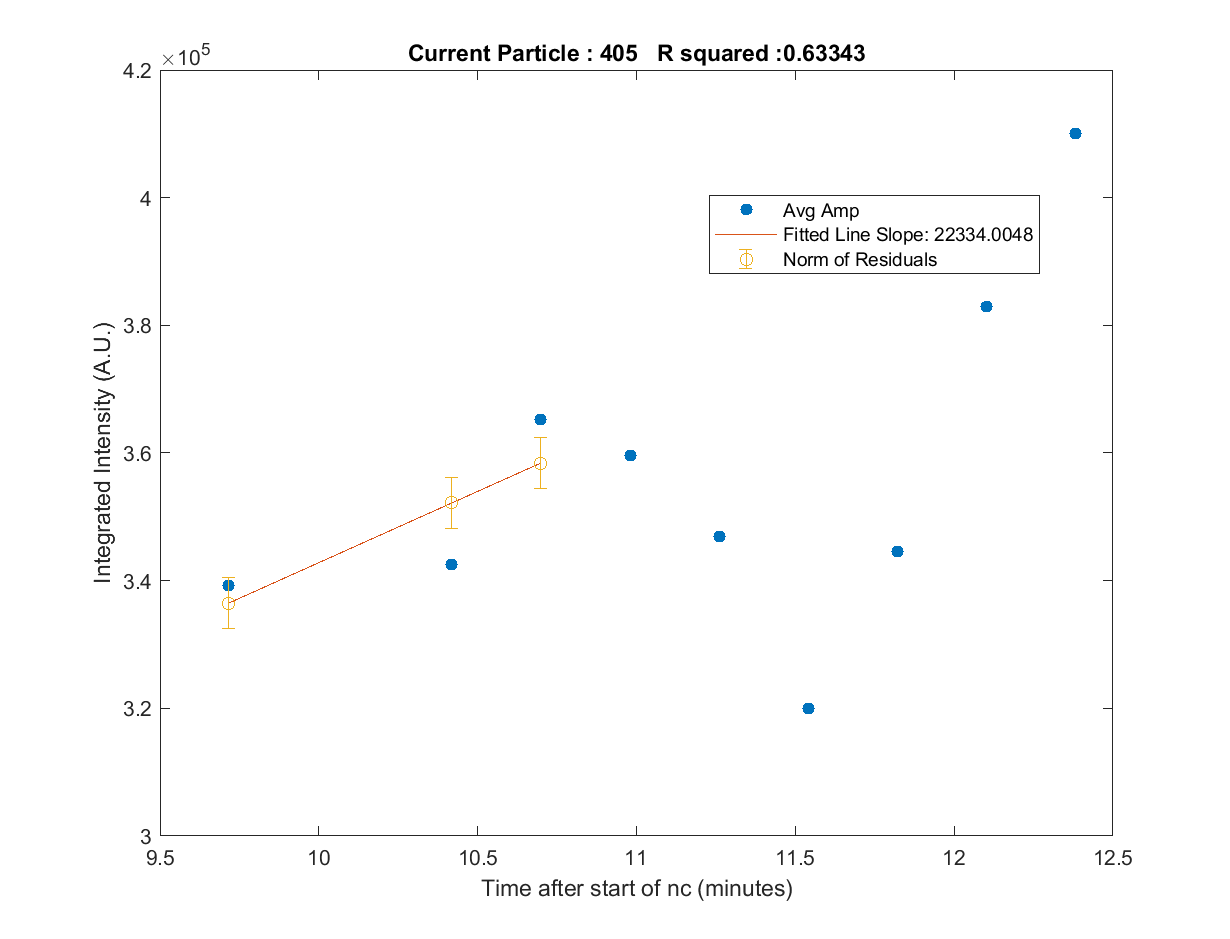 Current Particle : 405   R squared :0.63343
×10⁵
4.2
4
3.8
3.6
3.4
3.2
3
Integrated Intensity (A.U.)
Avg Amp
Fitted Line Slope: 22334.0048
Norm of Residuals
9.5 10 10.5 11 11.5 12 12.5
Time after start of nc (minutes)